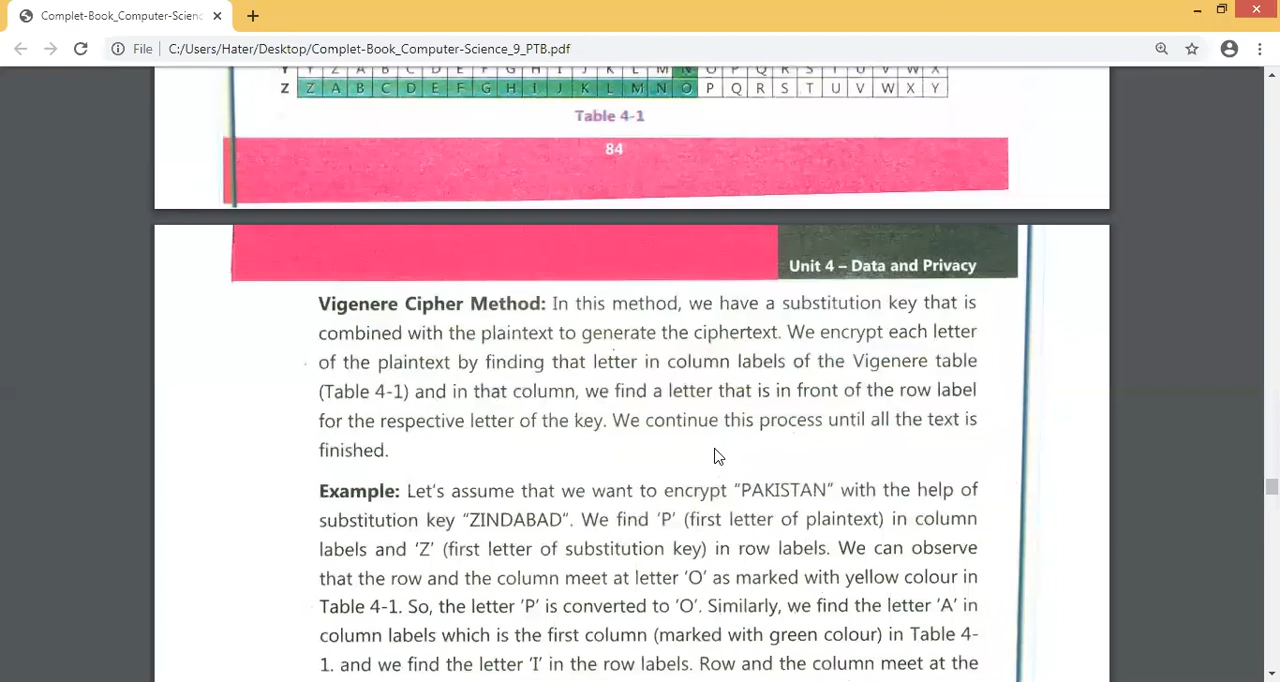 Complet-Book_Computer-Scienc
File
C:/Users/Hater/Desktop/Complet-Book_Computer-Science_9_PTB.pdf
Y Y Z A B C D E F G H I J K L M N O P Q R S T U V W X
Z Z A B C D E F G H I J K L M N O P Q R S T U V W X Y
Table 4-1
84
Unit 4 – Data and Privacy
Vigenere Cipher Method: In this method, we have a substitution key that is
combined with the plaintext to generate the ciphertext. We encrypt each letter
of the plaintext by finding that letter in column labels of the Vigenere table
(Table 4-1) and in that column, we find a letter that is in front of the row label
for the respective letter of the key. We continue this process until all the text is
finished.
Example: Let's assume that we want to encrypt "PAKISTAN" with the help of
substitution key "ZINDABAD". We find 'P' (first letter of plaintext) in column
labels and 'Z' (first letter of substitution key) in row labels. We can observe
that the row and the column meet at letter 'O' as marked with yellow colour in
Table 4-1. So, the letter 'P' is converted to 'O'. Similarly, we find the letter 'A' in
column labels which is the first column (marked with green colour) in Table 4-
1. and we find the letter 'I' in the row labels. Row and the column meet at the